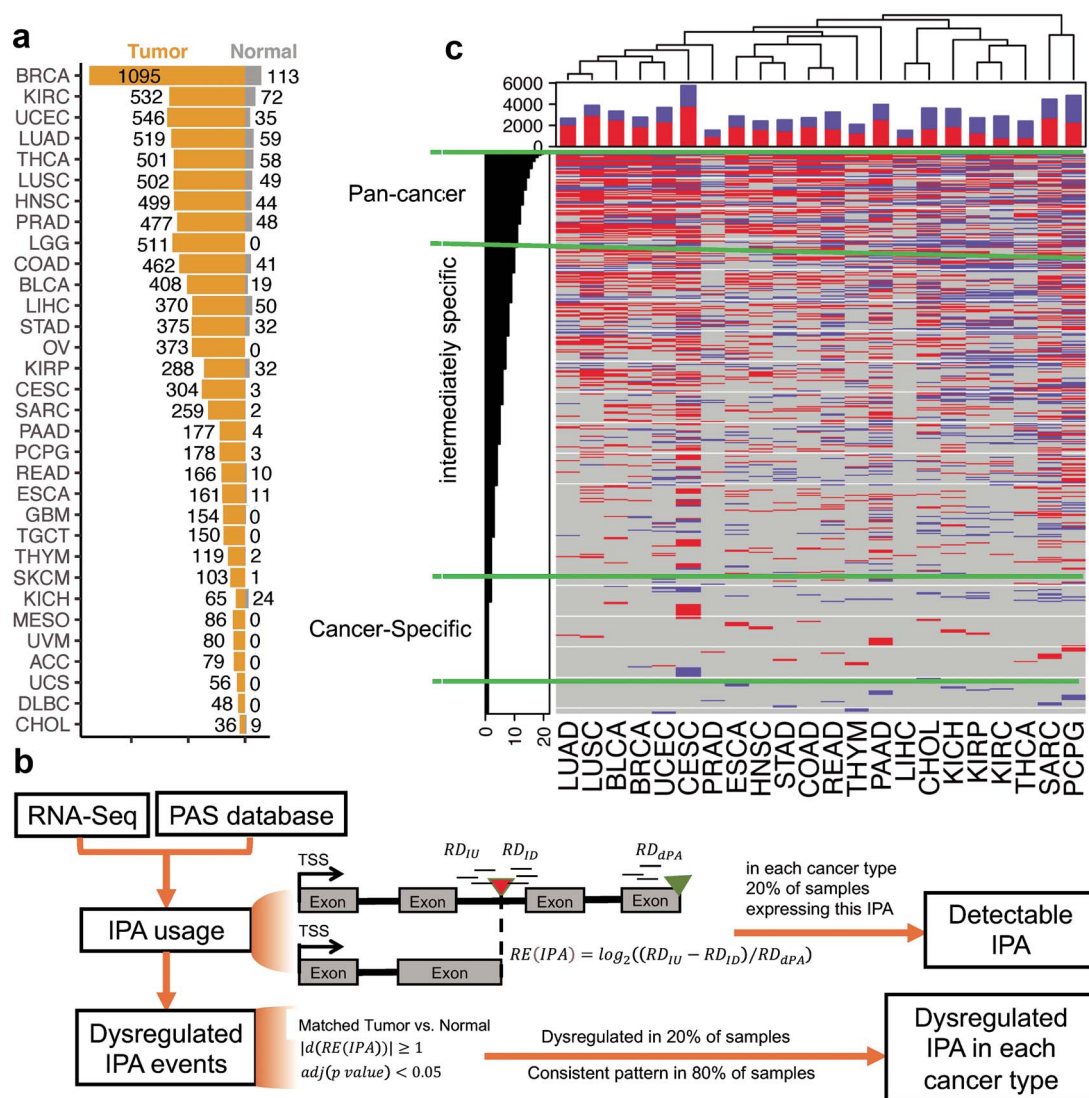 a
Tumor Normal
BRCA 1095 113
KIRC 532 72
UCEC 546 35
LUAD 519 59
THCA 501 58
LUSC 502 49
HNSC 499 44
PRAD 477 48
LGG 511 0
COAD 462 41
BLCA 408 19
LIHC 370 50
STAD 375 32
OV 373 0
KIRP 288 32
CESC 304 3
SARC 259 2
PAAD 177 4
PCPG 178 3
READ 166 10
ESCA 161 11
GBM 154 0
TGCT 150 0
THYM 119 2
SKCM 103 1
KICH 65 24
MESO 86 0
UVM 80 0
ACC 79 0
UCS 56 0
DLBC 48 0
CHOL 36 9
c
6000
4000
2000
0
Pan-cancer
intermediately specific
Cancer-Specific
0 10 20
LUAD
LUSC
BLCA
BRCA
UCEC
CESC
PRAD
ESCA
HNSC
STAD
COAD
READ
THYM
PAAD
LIHC
CHOL
KICH
KIRP
KIRC
THCA
SARC
PCPG
b
RNA-Seq PAS database
IPA usage
TSS RD_IU RD_ID RD_dPA
Exon Exon Exon Exon
TSS
Exon Exon
RE(IPA) = log₂((RD_IU − RD_ID)/RD_dPA)
in each cancer type
20% of samples
expressing this IPA
Detectable
IPA
Dysregulated
IPA events
Matched Tumor vs. Normal
|d(RE(IPA))| ≥ 1
adj(p value) < 0.05
Dysregulated in 20% of samples
Consistent pattern in 80% of samples
Dysregulated
IPA in each
cancer type